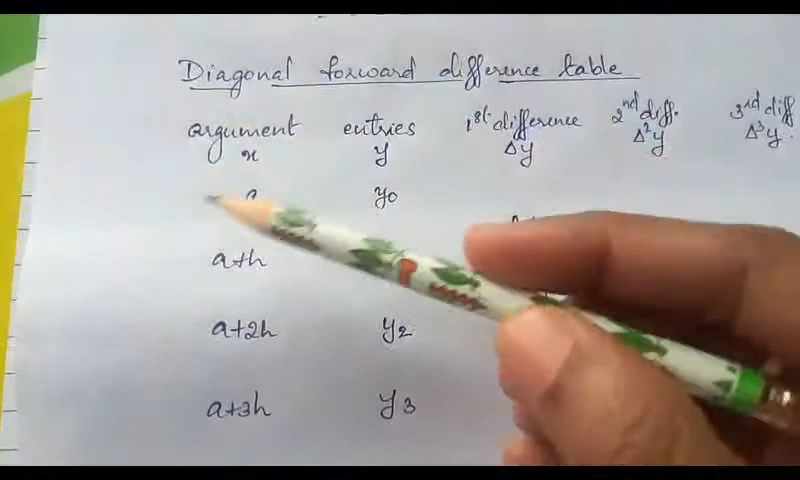 Diagonal forward difference table
argument entries 1st difference 2nd diff. 3rd diff
x y Δy Δ²y Δ³y.
y0
a+h
a+2h y2
a+3h y3